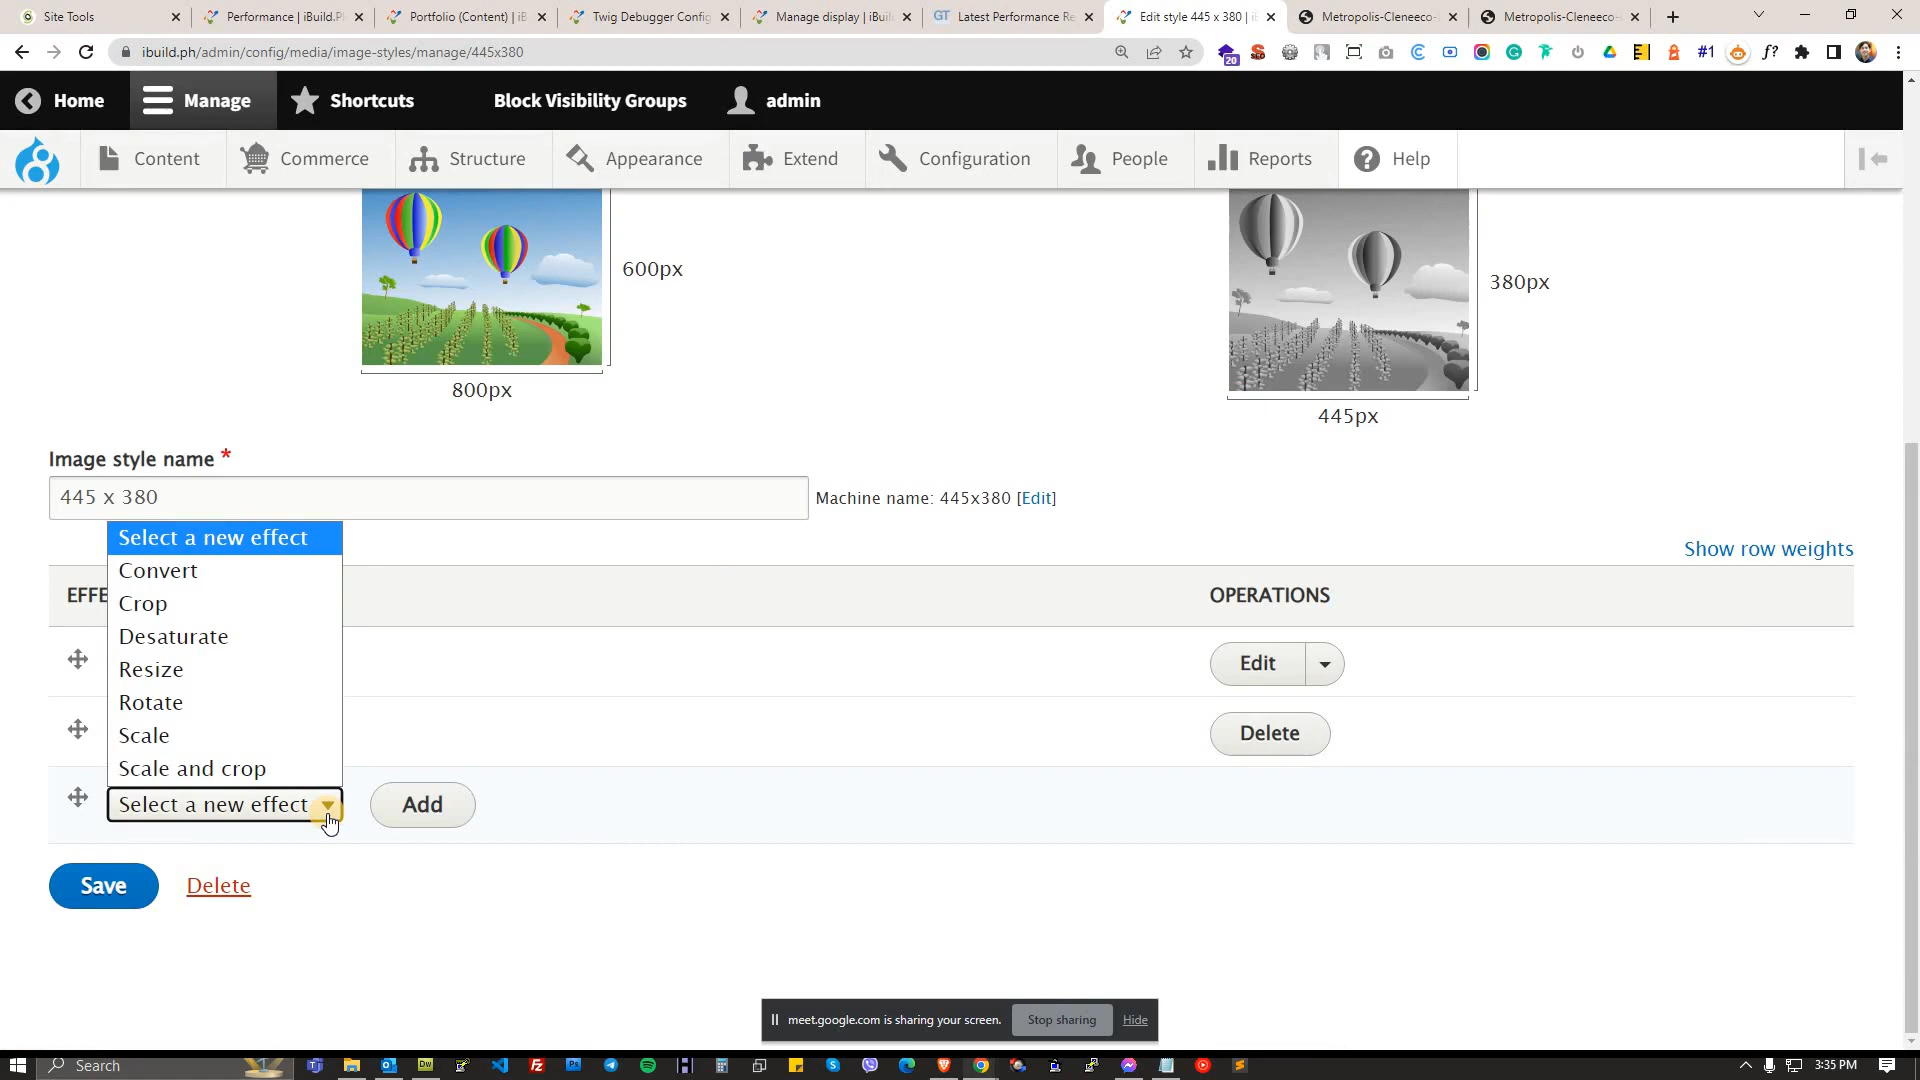 Site Tools
Performance | iBuild.P
Portfolio (Content) | iB
Twig Debugger Config
Manage display | iBuil
GT Latest Performance Re
Edit style 445 x 380 | i
Metropolis-Cleneeco-
Metropolis-Cleneeco-
ibuild.ph/admin/config/media/image-styles/manage/445x380
20
#1
f?
Home
Manage
Shortcuts
Block Visibility Groups
admin
Content
Commerce
Structure
Appearance
Extend
Configuration
People
Reports
Help
600px
380px
800px
445px
Image style name *
445 x 380
Machine name: 445x380 [Edit]
Select a new effect
Show row weights
Convert
EFFE
OPERATIONS
Crop
Desaturate
Resize
Edit
Rotate
Scale
Delete
Scale and crop
Select a new effect
Add
Save
Delete
meet.google.com is sharing your screen.
Stop sharing
Hide
Search
3:35 PM